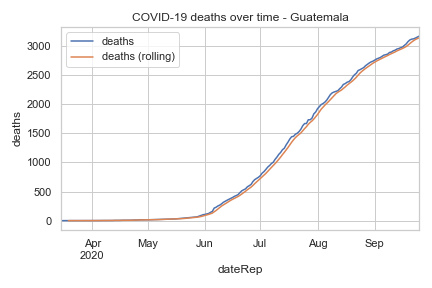 COVID-19 deaths over time - Guatemala
deaths
deaths (rolling)
3000
2500
2000
1500
1000
500
0
deaths
Apr May Jun Jul Aug Sep
2020
dateRep